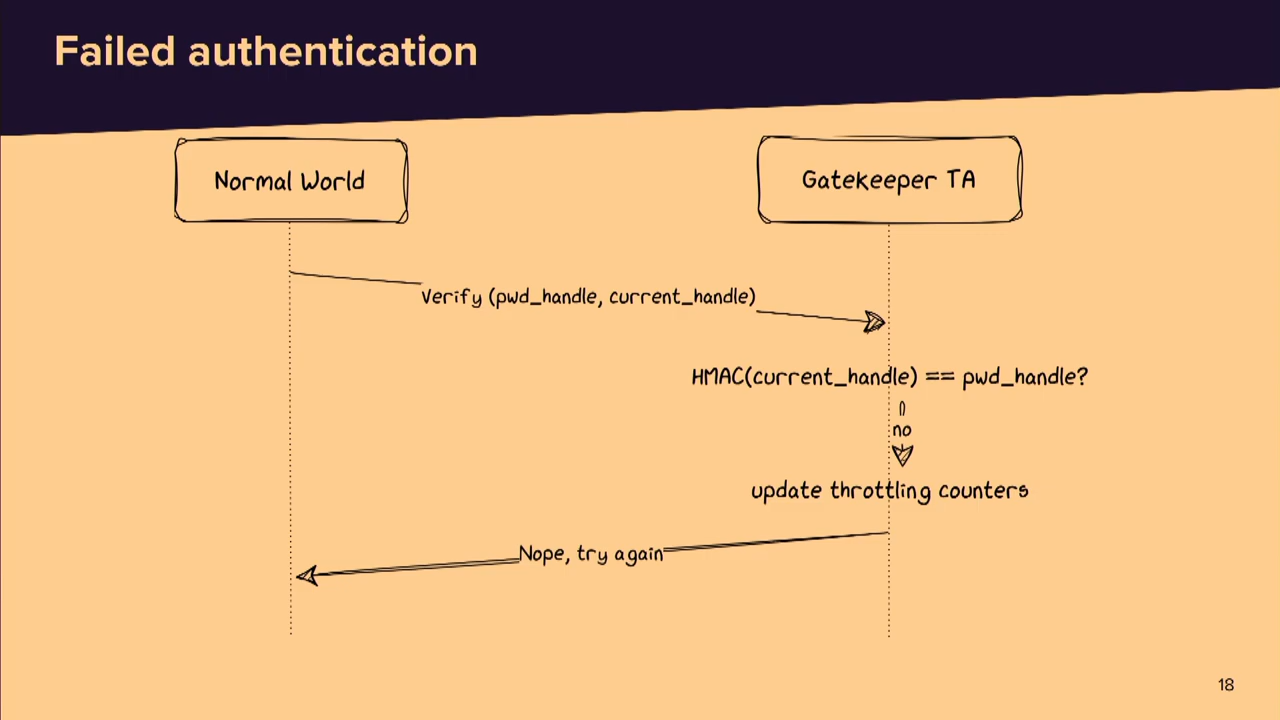 Failed authentication
Normal World
Gatekeeper TA
Verify (pwd_handle, current_handle)
HMAC(current_handle) == pwd_handle?
no
update throttling counters
Nope, try again
18